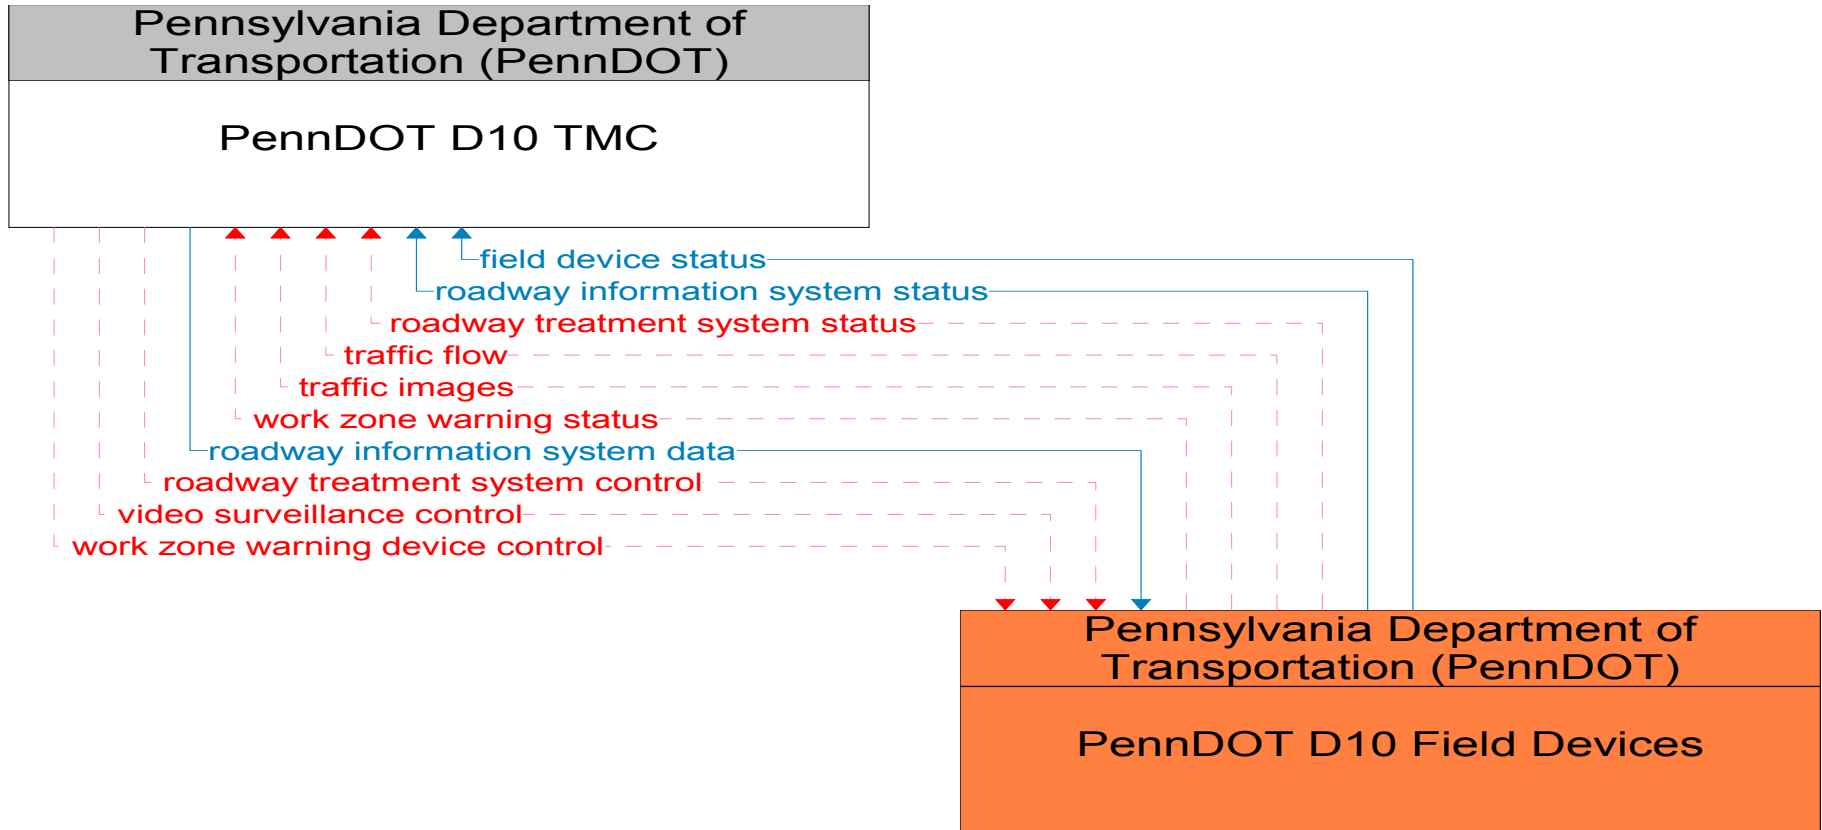 Pennsylvania Department of
Transportation (PennDOT)
PennDOT D10 TMC
field device status
roadway information system status
roadway treatment system status
traffic flow
traffic images
work zone warning status
roadway information system data
roadway treatment system control
video surveillance control
work zone warning device control
Pennsylvania Department of
Transportation (PennDOT)
PennDOT D10 Field Devices